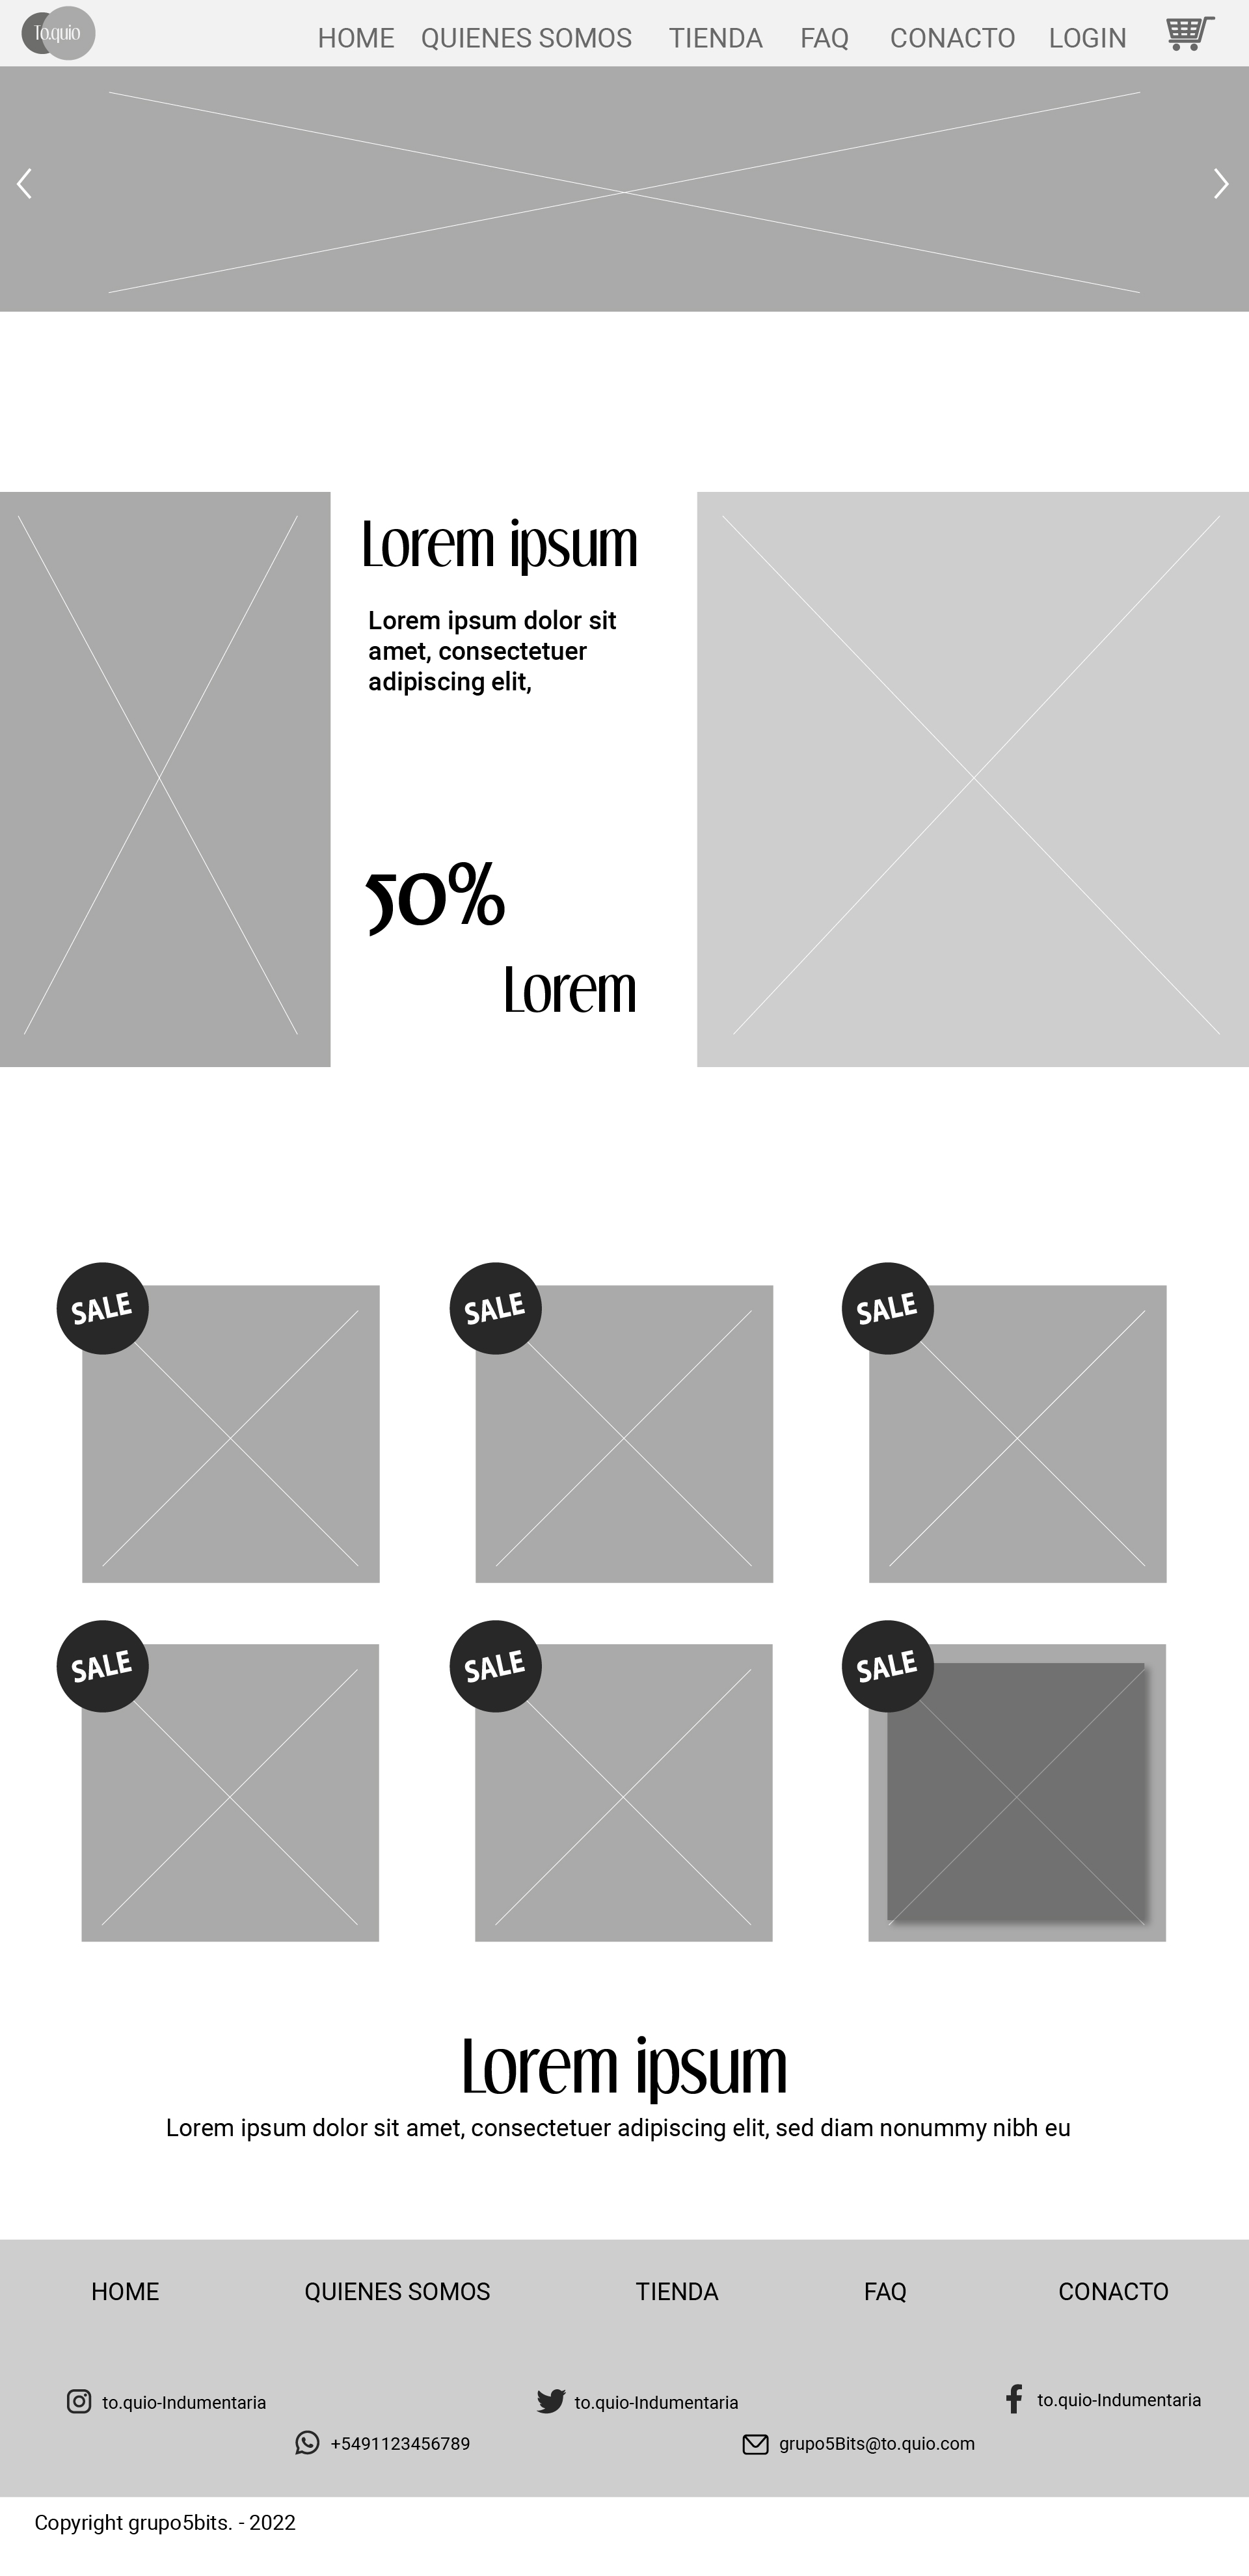 To.quio
HOME QUIENES SOMOS TIENDA FAQ CONACTO LOGIN
Lorem ipsum
Lorem ipsum dolor sit
amet, consectetuer
adipiscing elit,
50%
Lorem
SALE SALE SALE
SALE SALE SALE
Lorem ipsum
Lorem ipsum dolor sit amet, consectetuer adipiscing elit, sed diam nonummy nibh eu
HOME QUIENES SOMOS TIENDA FAQ CONACTO
to.quio-Indumentaria to.quio-Indumentaria to.quio-Indumentaria
+5491123456789 grupo5Bits@to.quio.com
Copyright grupo5bits. - 2022